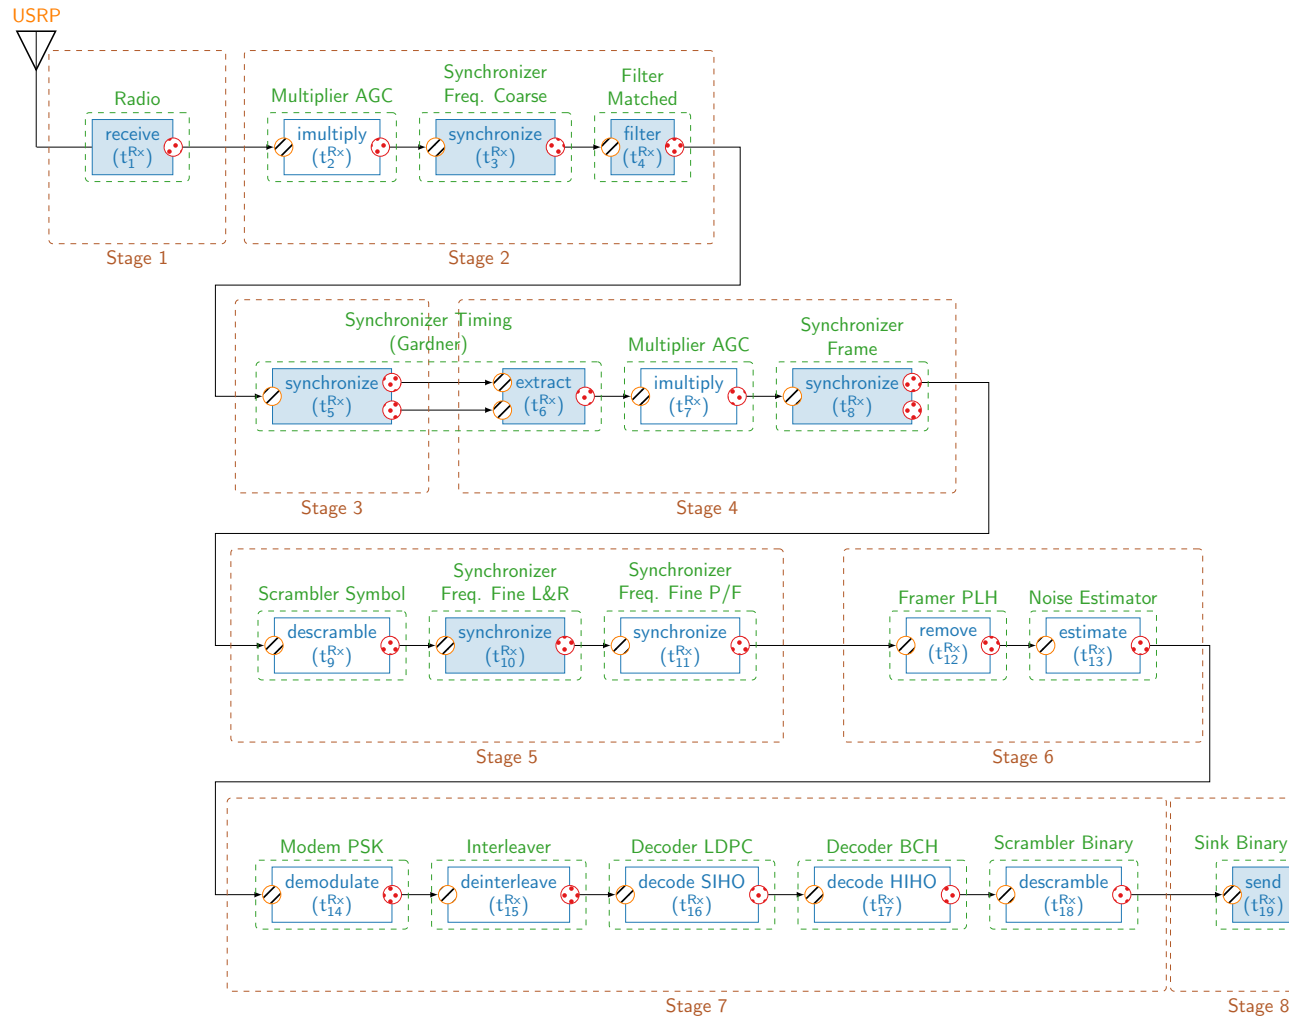 USRP
Radio
receive
(t₁ᴿˣ)
Stage 1
Multiplier AGC
imultiply
(t₂ᴿˣ)
Synchronizer
Freq. Coarse
synchronize
(t₃ᴿˣ)
Filter
Matched
filter
(t₄ᴿˣ)
Stage 2
Synchronizer Timing
(Gardner)
synchronize
(t₅ᴿˣ)
Stage 3
extract
(t₆ᴿˣ)
Multiplier AGC
imultiply
(t₇ᴿˣ)
Synchronizer
Frame
synchronize
(t₈ᴿˣ)
Stage 4
Scrambler Symbol
descramble
(t₉ᴿˣ)
Synchronizer
Freq. Fine L&R
synchronize
(t₁₀ᴿˣ)
Synchronizer
Freq. Fine P/F
synchronize
(t₁₁ᴿˣ)
Stage 5
Framer PLH
remove
(t₁₂ᴿˣ)
Noise Estimator
estimate
(t₁₃ᴿˣ)
Stage 6
Modem PSK
demodulate
(t₁₄ᴿˣ)
Interleaver
deinterleave
(t₁₅ᴿˣ)
Decoder LDPC
decode SIHO
(t₁₆ᴿˣ)
Decoder BCH
decode HIHO
(t₁₇ᴿˣ)
Scrambler Binary
descramble
(t₁₈ᴿˣ)
Stage 7
Sink Binary
send
(t₁₉ᴿˣ)
Stage 8